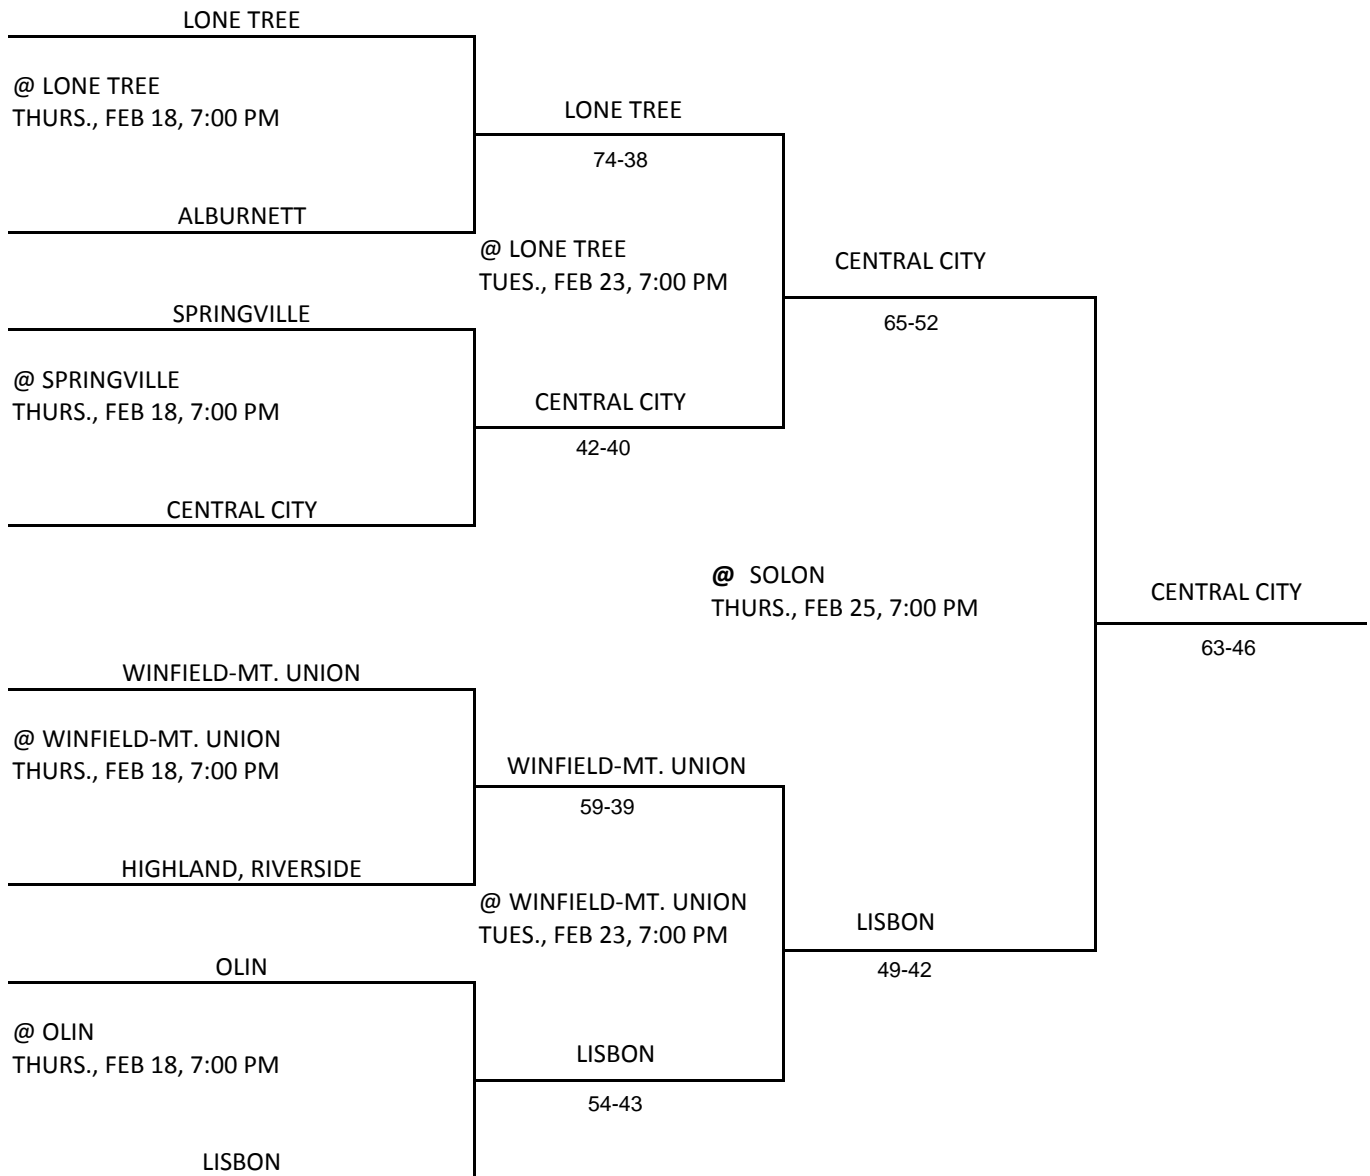 LONE TREE
@ LONE TREE
THURS., FEB 18, 7:00 PM
LONE TREE
74-38
ALBURNETT
@ LONE TREE
TUES., FEB 23, 7:00 PM
CENTRAL CITY
65-52
SPRINGVILLE
@ SPRINGVILLE
THURS., FEB 18, 7:00 PM
CENTRAL CITY
42-40
CENTRAL CITY
@ SOLON
THURS., FEB 25, 7:00 PM
CENTRAL CITY
63-46
WINFIELD-MT. UNION
@ WINFIELD-MT. UNION
THURS., FEB 18, 7:00 PM
WINFIELD-MT. UNION
59-39
HIGHLAND, RIVERSIDE
@ WINFIELD-MT. UNION
TUES., FEB 23, 7:00 PM
LISBON
49-42
OLIN
@ OLIN
THURS., FEB 18, 7:00 PM
LISBON
54-43
LISBON